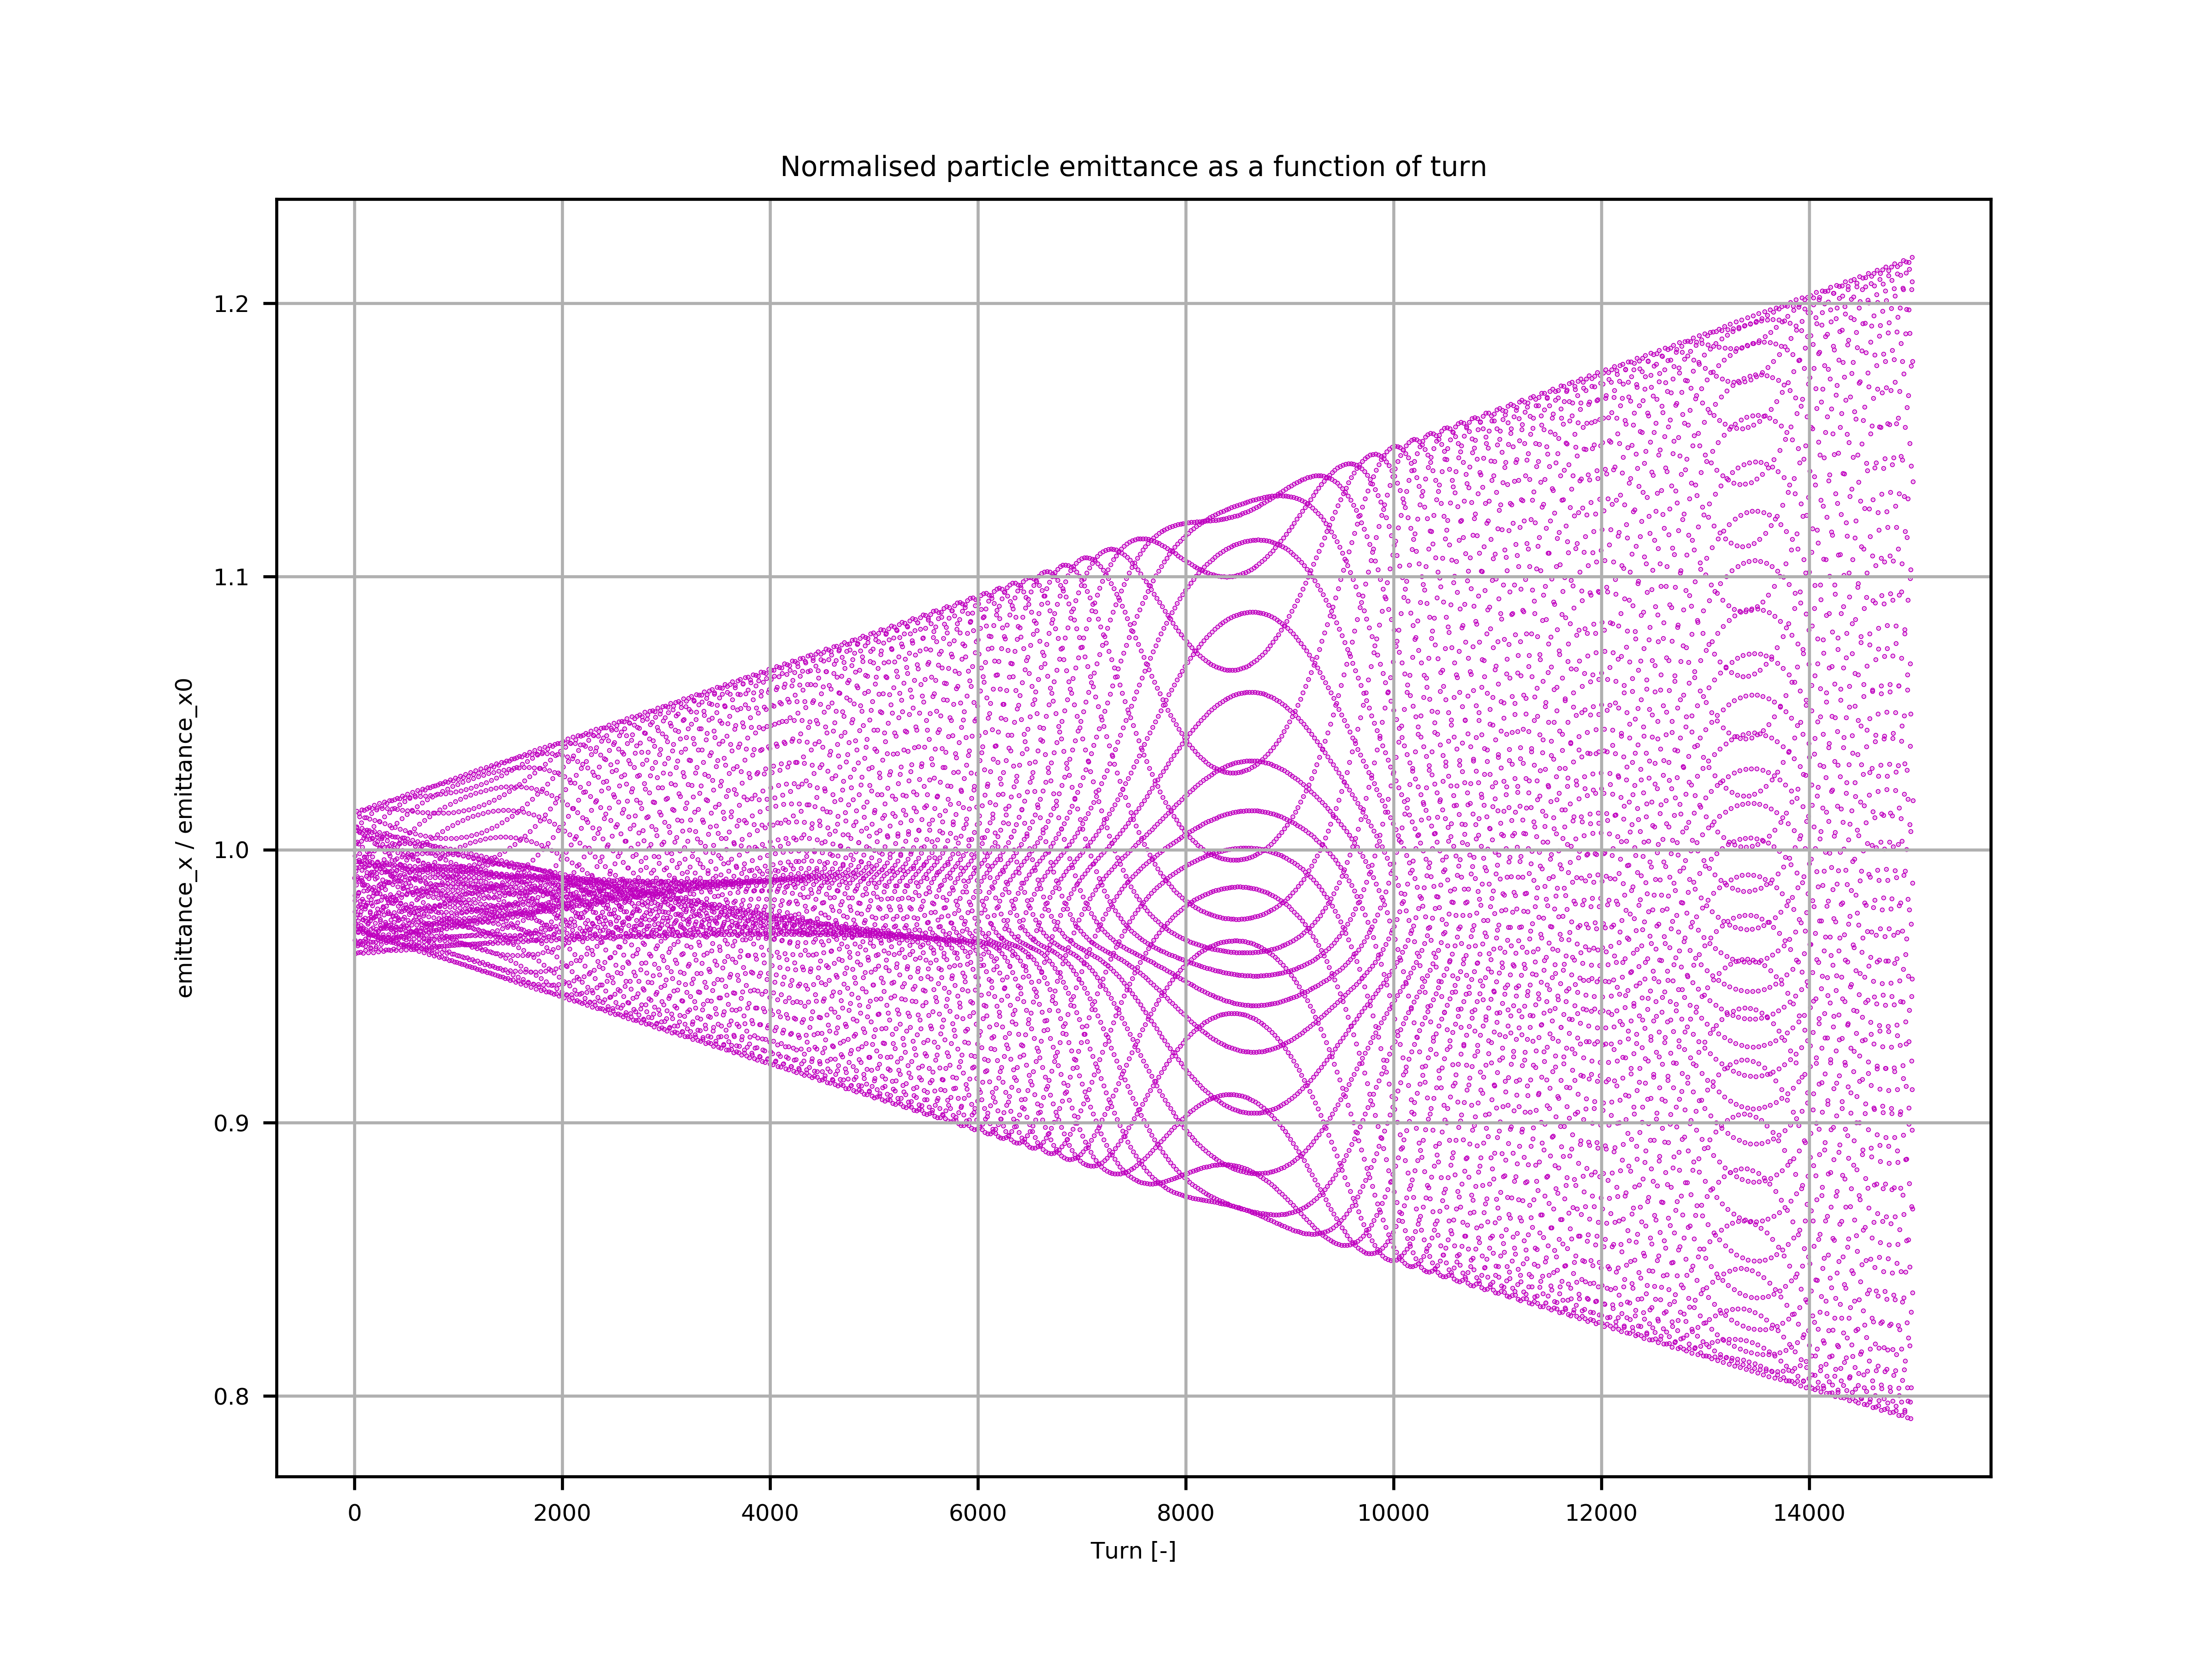 Normalised particle emittance as a function of turn
emittance_x / emittance_x0
1.2
1.1
1.0
0.9
0.8
0 2000 4000 6000 8000 10000 12000 14000
Turn [-]